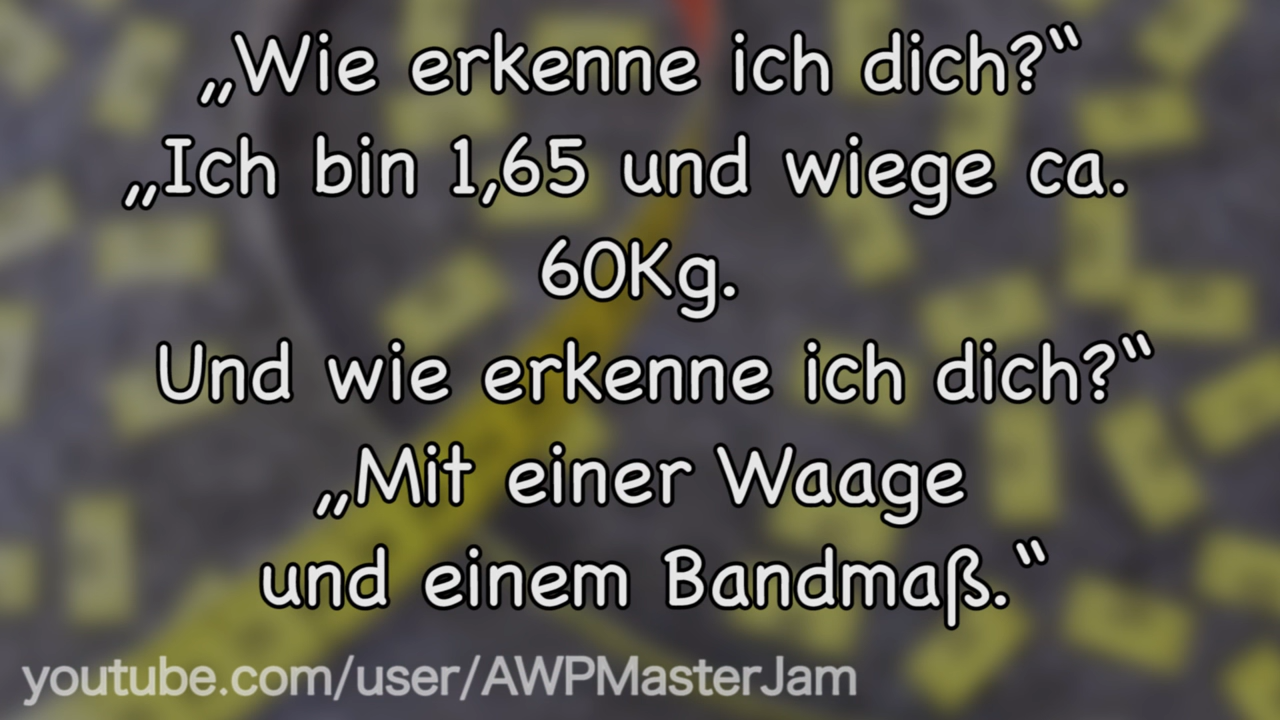 „Wie erkenne ich dich?“
„Ich bin 1,65 und wiege ca.
60Kg.
Und wie erkenne ich dich?“
„Mit einer Waage
und einem Bandmaß.“
youtube.com/user/AWPMasterJam